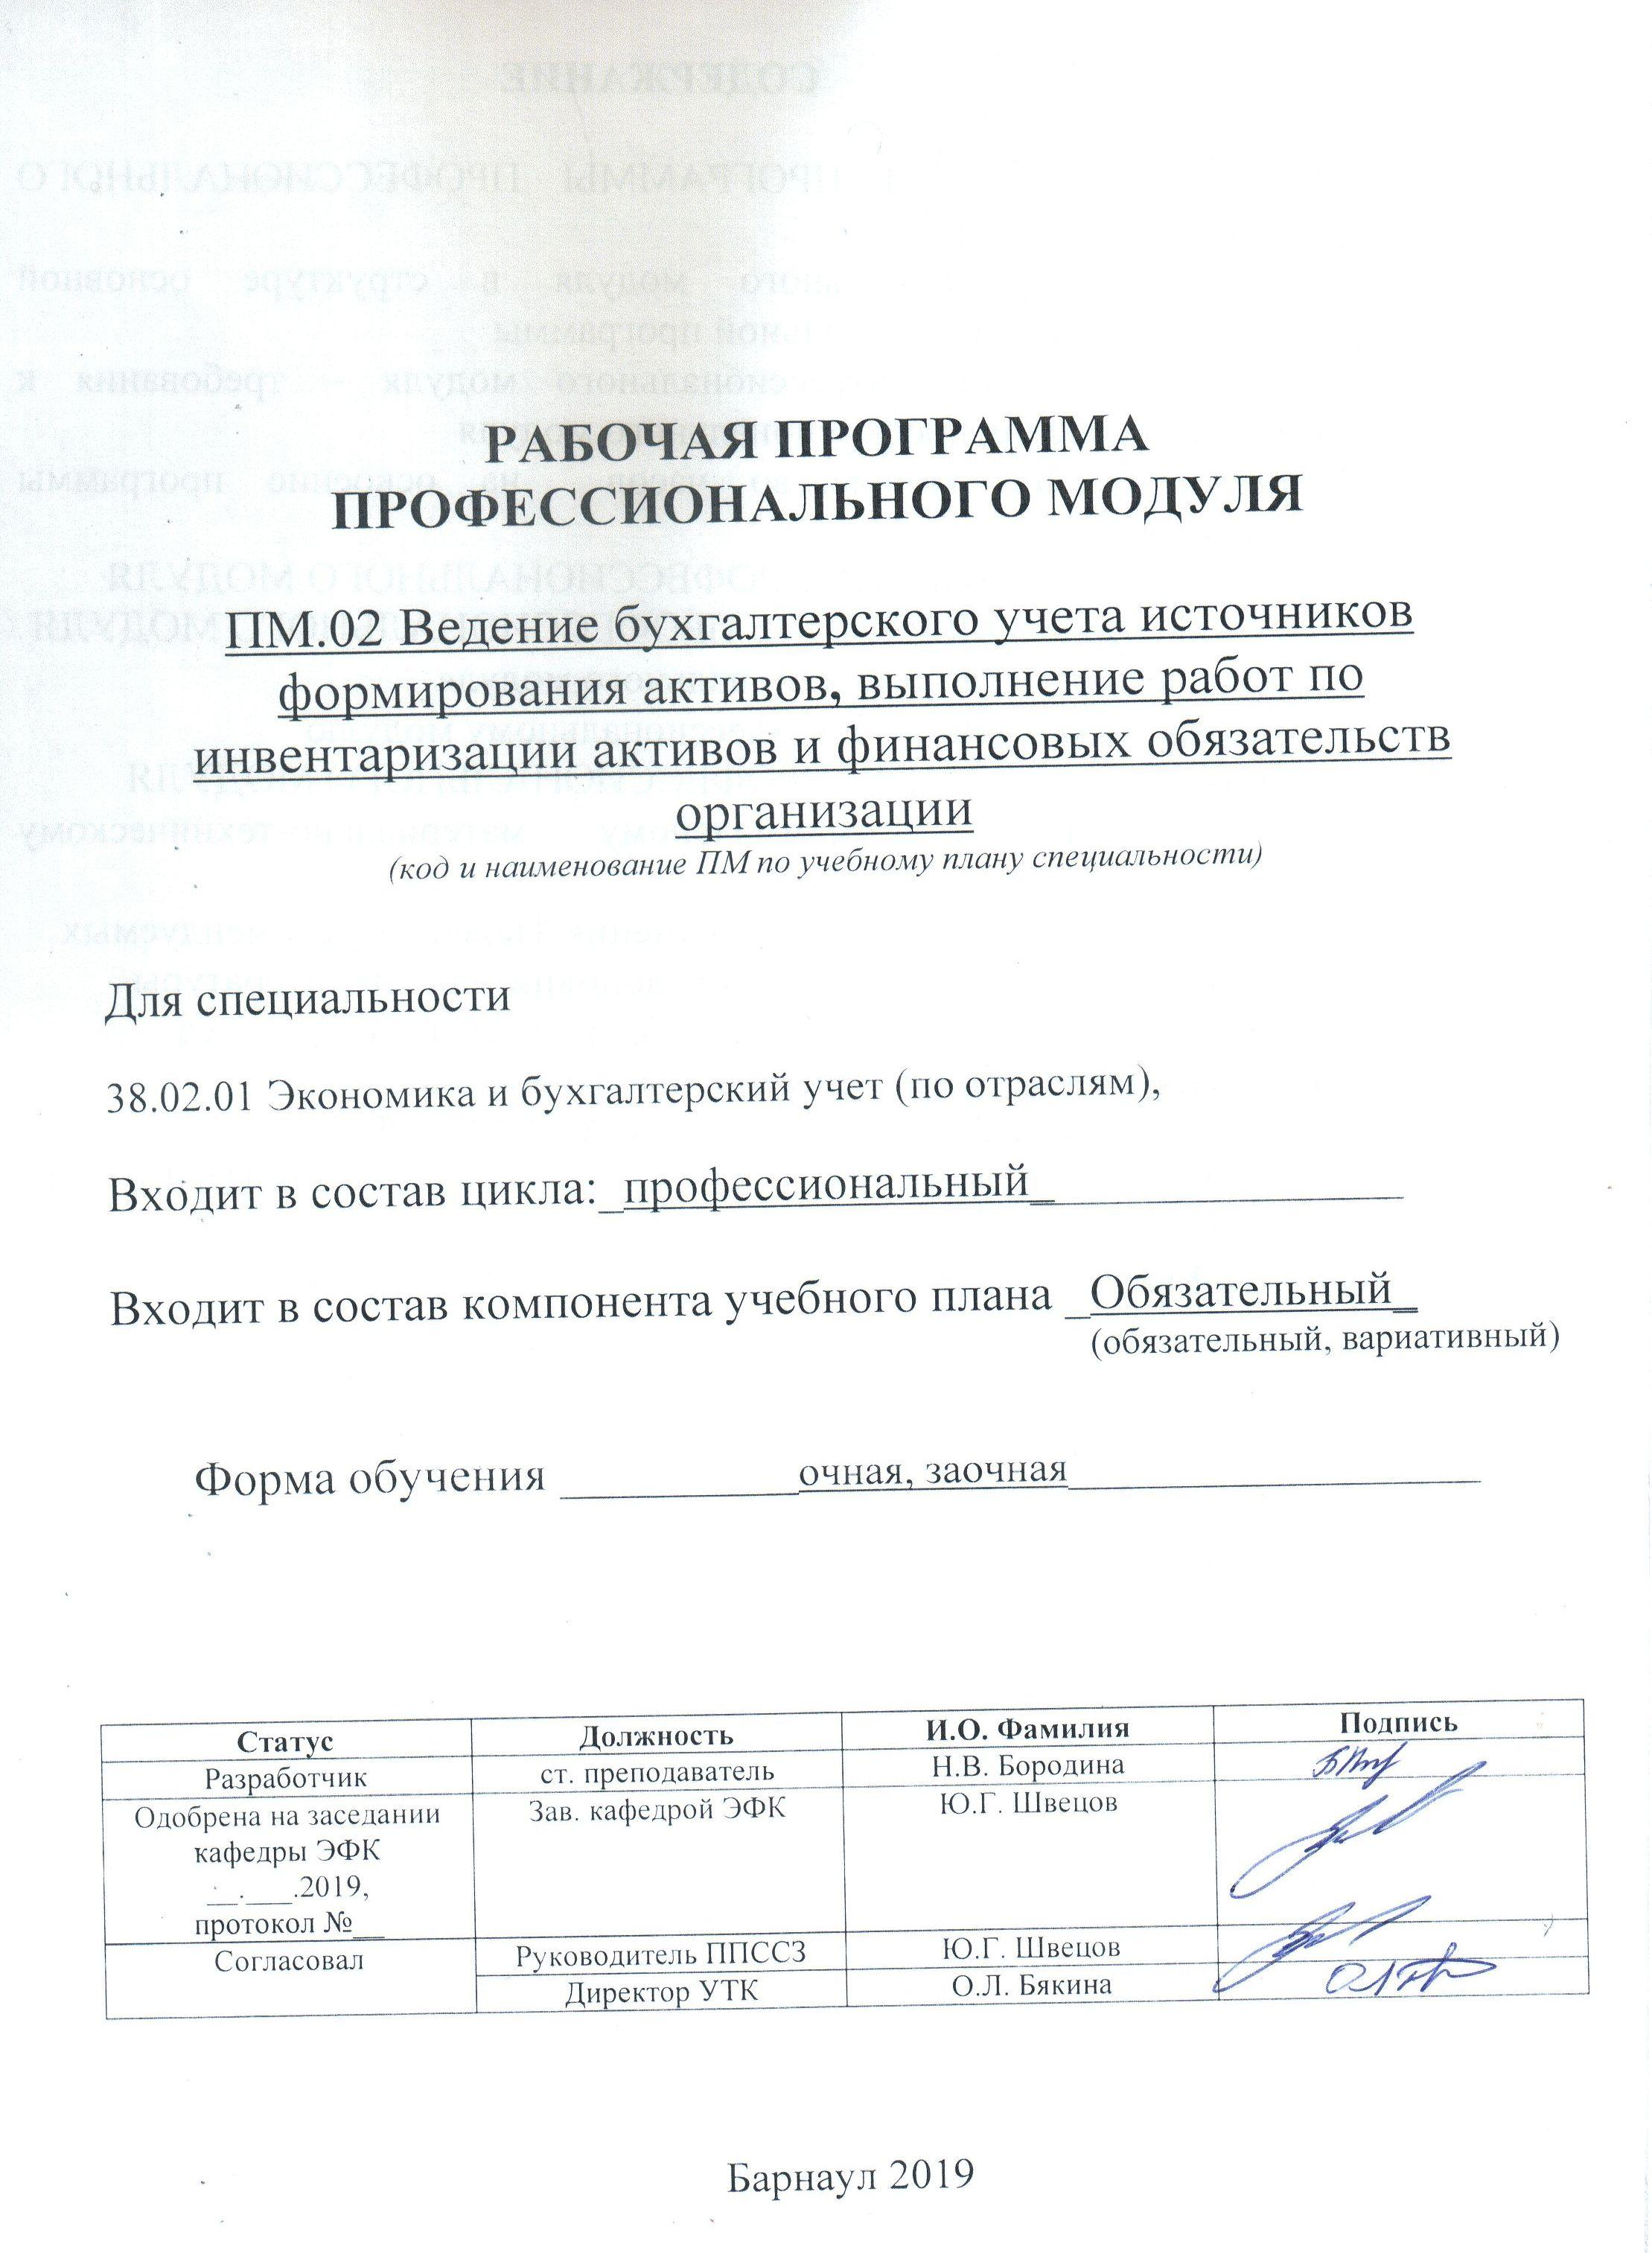 РАБОЧАЯ ПРОГРАММА
ПРОФЕССИОНАЛЬНОГО МОДУЛЯ
ПМ.02 Ведение бухгалтерского учета источников
формирования активов, выполнение работ по
инвентаризации активов и финансовых обязательств
организации
(код и наименование ПМ по учебному плану специальности)
Для специальности
38.02.01 Экономика и бухгалтерский учет (по отраслям),
Входит в состав цикла:_профессиональный_______________
Входит в состав компонента учебного плана _Обязательный_
(обязательный, вариативный)
Форма обучения __________очная, заочная_________________
Статус Должность И.О. Фамилия Подпись
Разработчик ст. преподаватель Н.В. Бородина
Одобрена на заседании Зав. кафедрой ЭФК Ю.Г. Швецов
кафедры ЭФК
__.___.2019,
протокол №__
Согласовал Руководитель ППССЗ Ю.Г. Швецов
Директор УТК О.Л. Бякина
Барнаул 2019